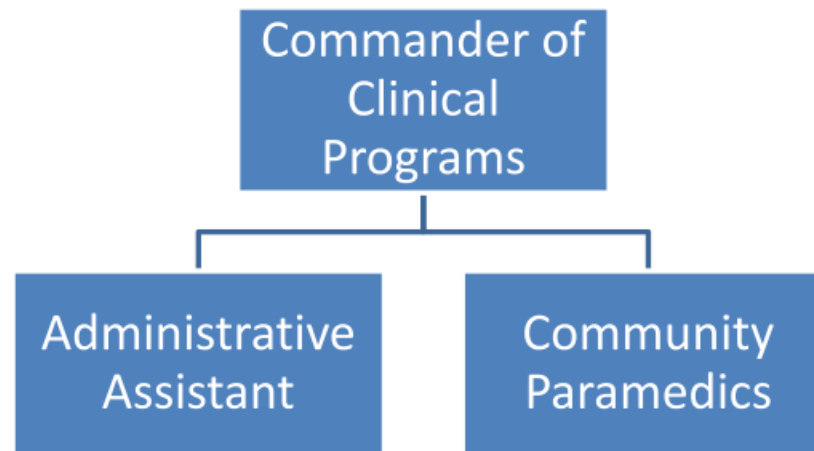 Commander of
Clinical
Programs
Administrative
Assistant
Community
Paramedics